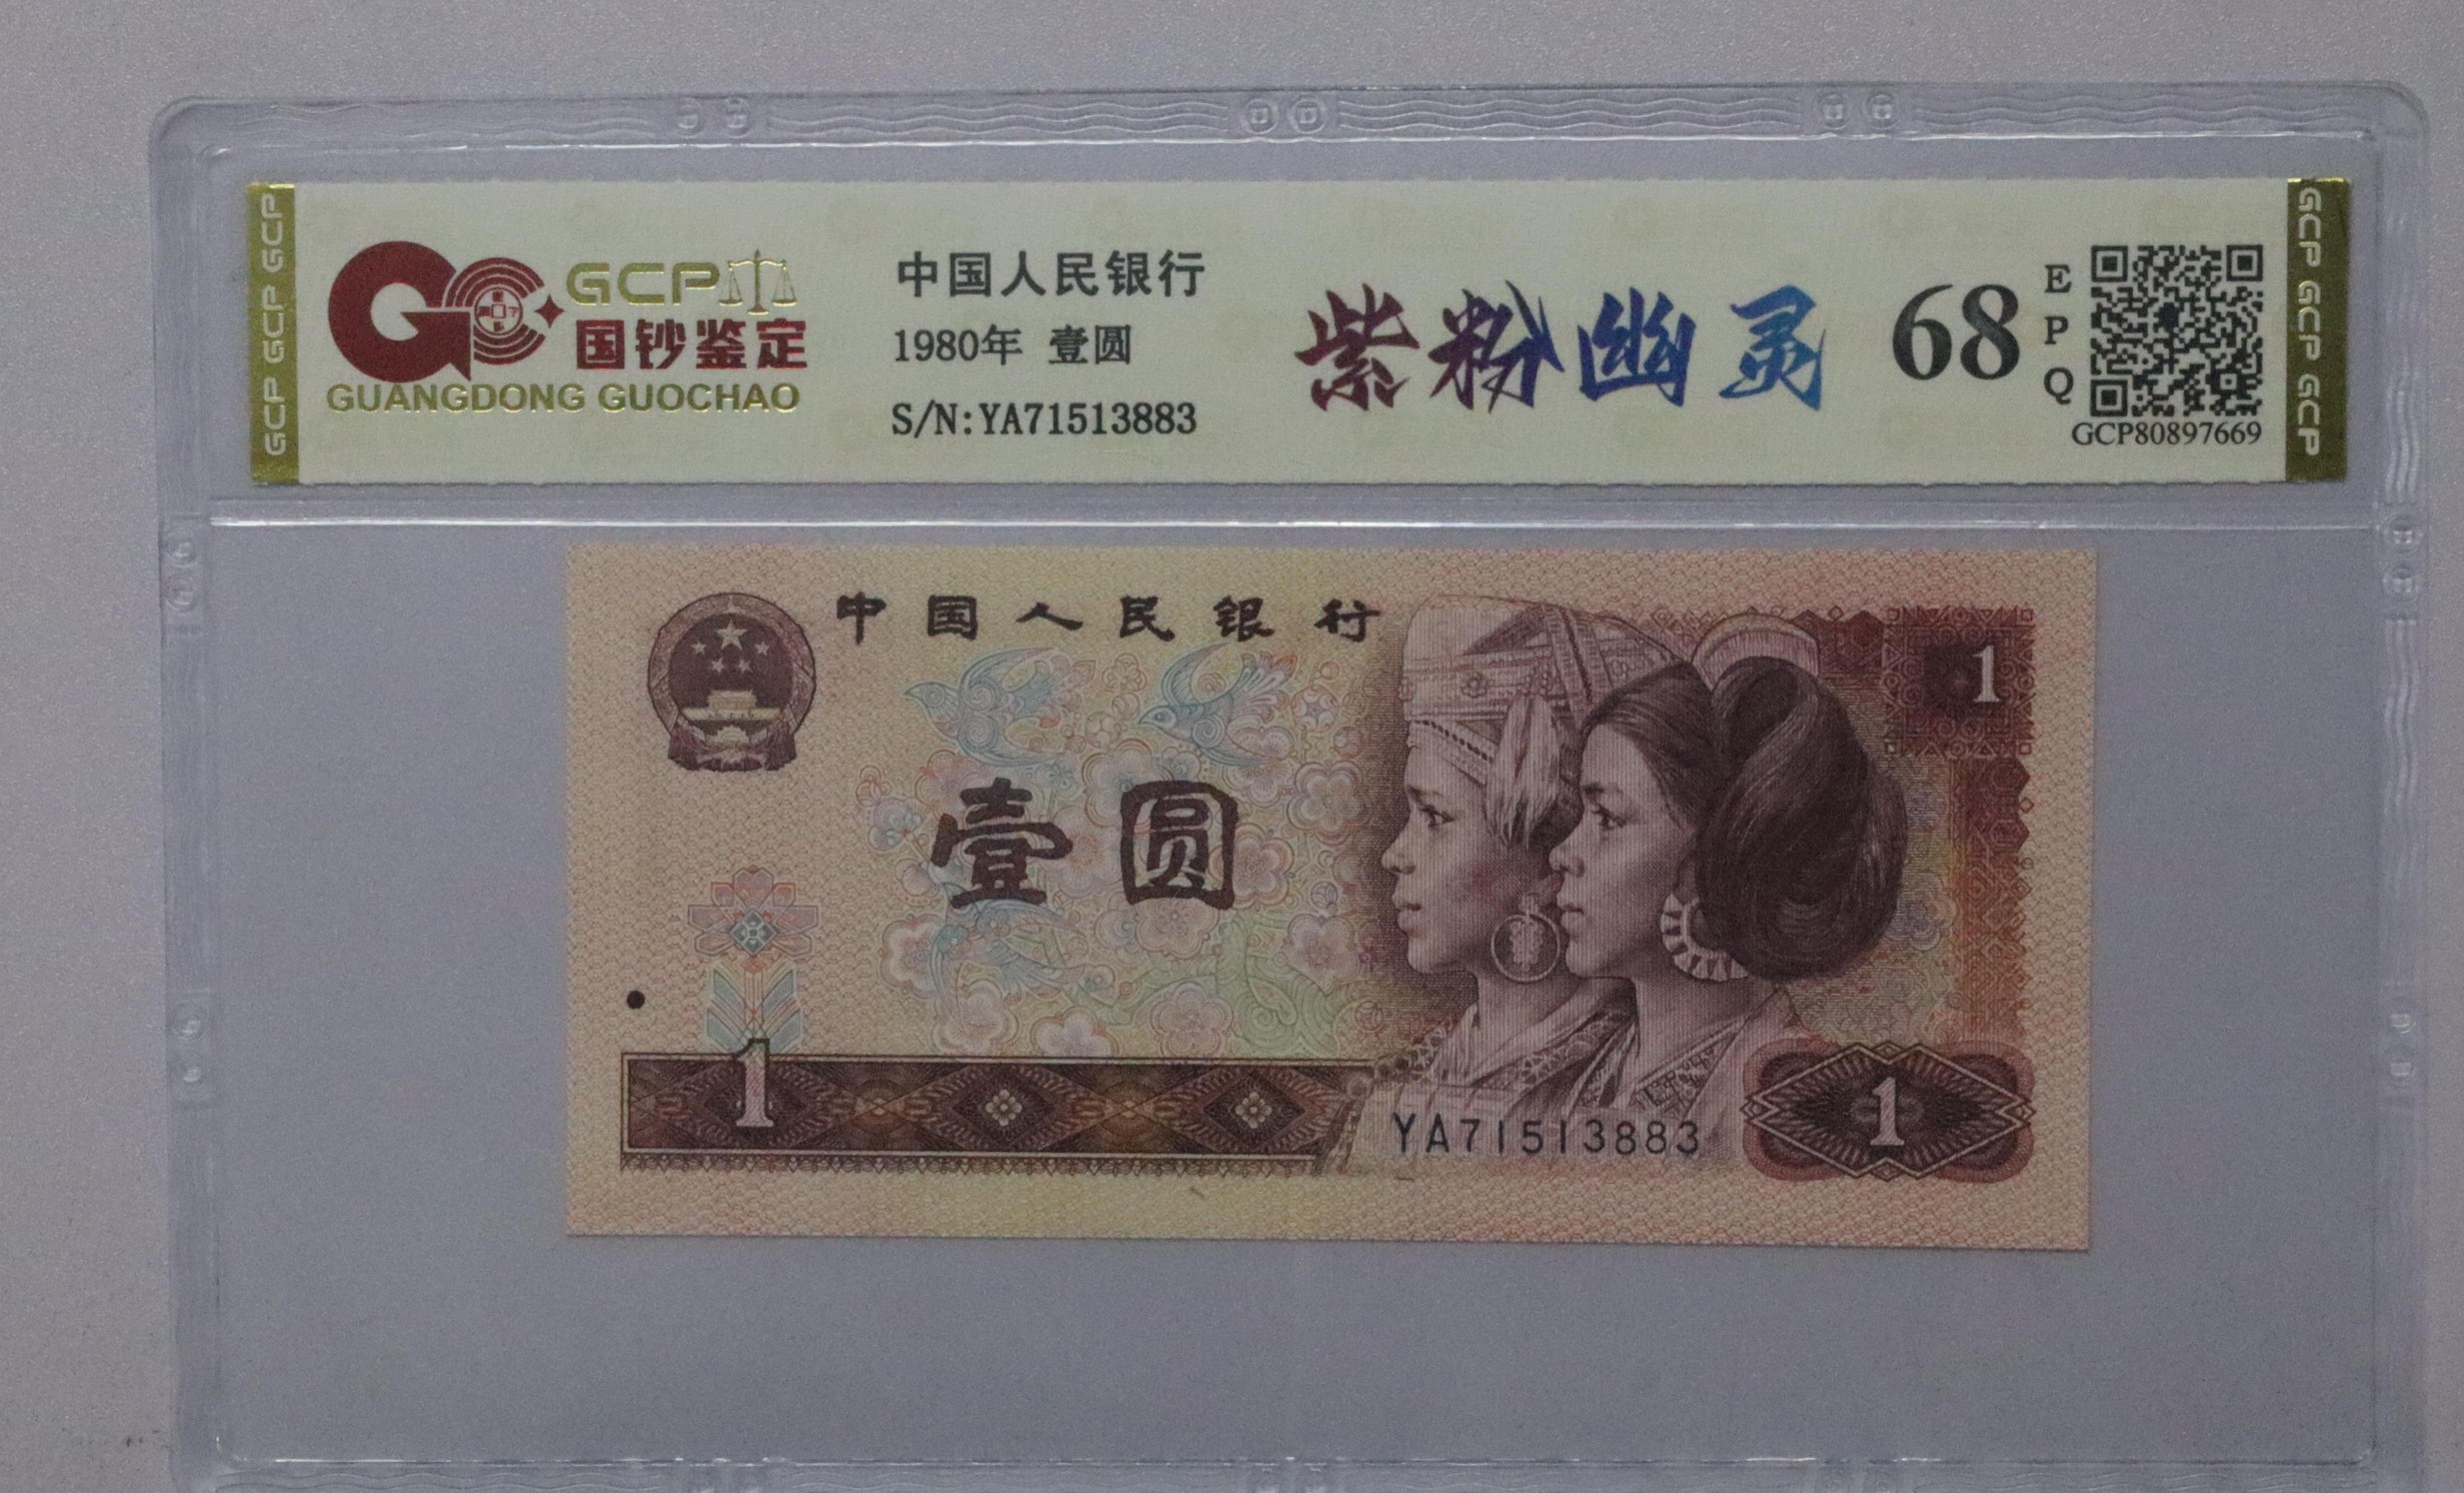 GCP GCP GCP
GCP
国钞鉴定
GUANGDONG GUOCHAO
中国人民银行
1980年 壹圆
S/N:YA71513883
紫粉幽灵
68
E
P
Q
GCP80897669
GCP GCP GCP
中国人民银行
1
壹圆
1
YA71513883
1